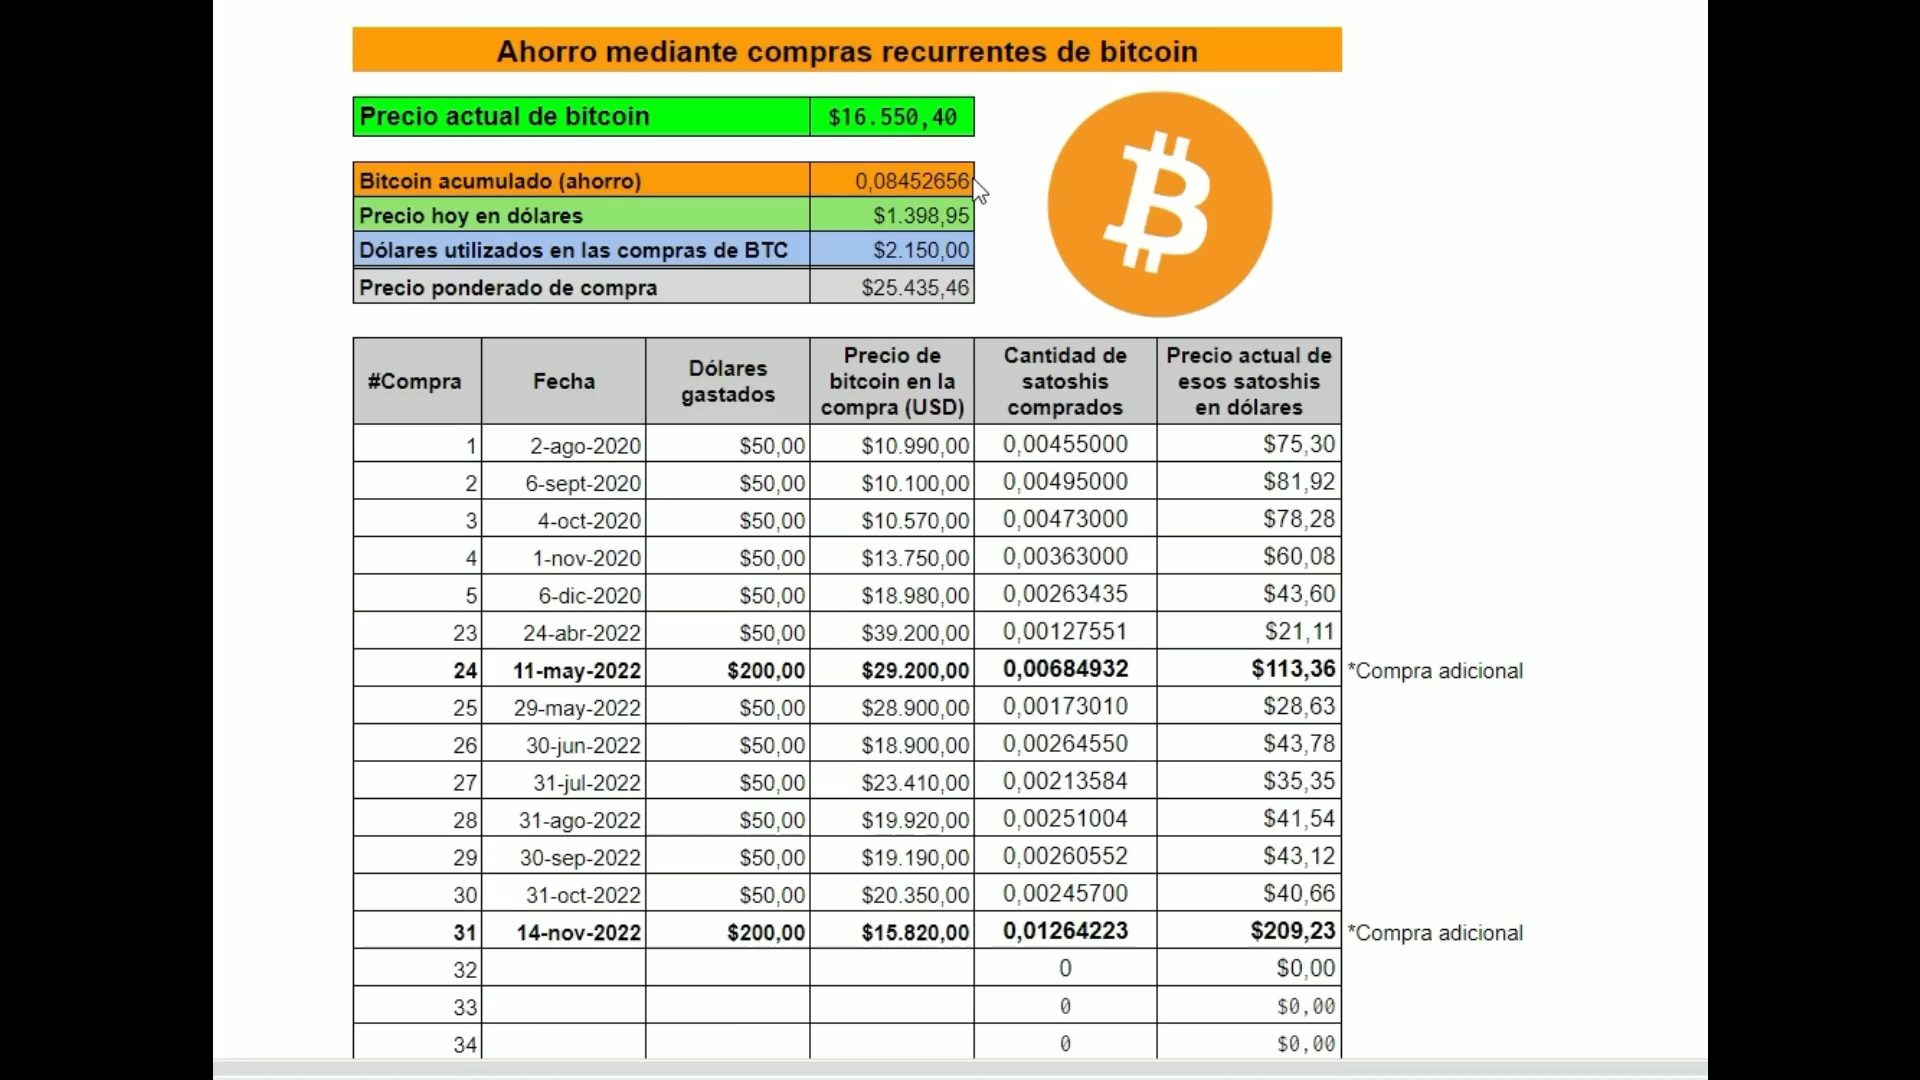 Ahorro mediante compras recurrentes de bitcoin
Precio actual de bitcoin $16.550,40
Bitcoin acumulado (ahorro) 0,08452656
Precio hoy en dólares $1.398,95
Dólares utilizados en las compras de BTC $2.150,00
Precio ponderado de compra $25.435,46
#Compra Fecha Dólares gastados Precio de bitcoin en la compra (USD) Cantidad de satoshis comprados Precio actual de esos satoshis en dólares
1 2-ago-2020 $50,00 $10.990,00 0,00455000 $75,30
2 6-sept-2020 $50,00 $10.100,00 0,00495000 $81,92
3 4-oct-2020 $50,00 $10.570,00 0,00473000 $78,28
4 1-nov-2020 $50,00 $13.750,00 0,00363000 $60,08
5 6-dic-2020 $50,00 $18.980,00 0,00263435 $43,60
23 24-abr-2022 $50,00 $39.200,00 0,00127551 $21,11
24 11-may-2022 $200,00 $29.200,00 0,00684932 $113,36 *Compra adicional
25 29-may-2022 $50,00 $28.900,00 0,00173010 $28,63
26 30-jun-2022 $50,00 $18.900,00 0,00264550 $43,78
27 31-jul-2022 $50,00 $23.410,00 0,00213584 $35,35
28 31-ago-2022 $50,00 $19.920,00 0,00251004 $41,54
29 30-sep-2022 $50,00 $19.190,00 0,00260552 $43,12
30 31-oct-2022 $50,00 $20.350,00 0,00245700 $40,66
31 14-nov-2022 $200,00 $15.820,00 0,01264223 $209,23 *Compra adicional
32 0 $0,00
33 0 $0,00
34 0 $0,00